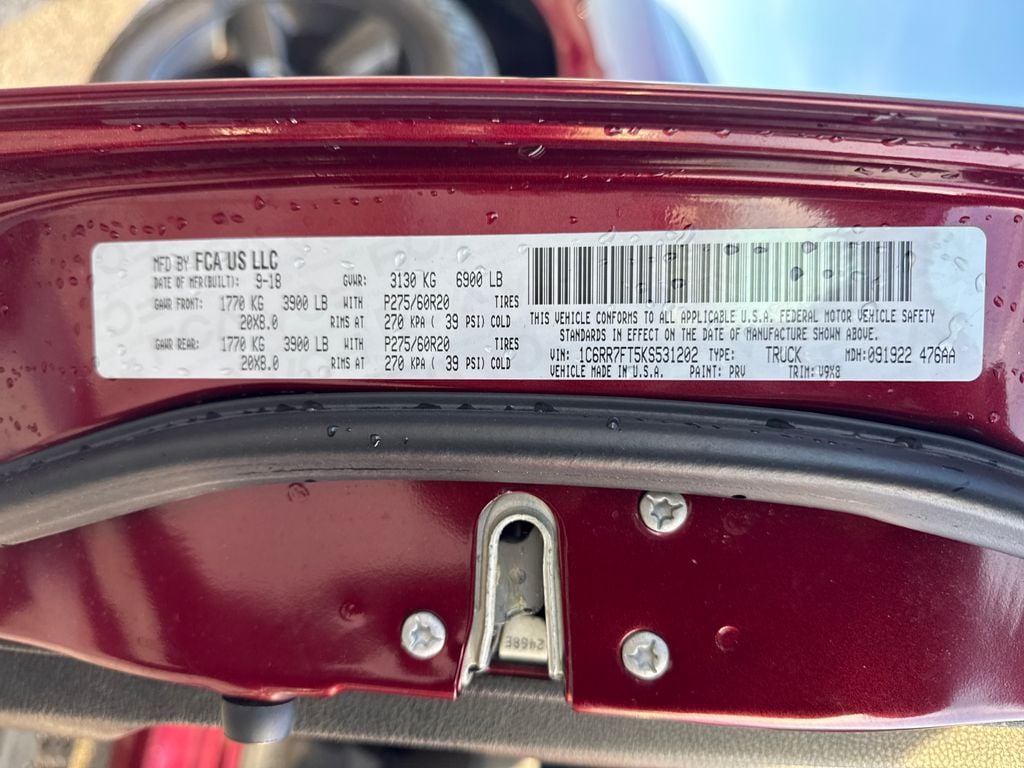 MFD BY FCA US LLC
DATE OF MFR(BUILT): 9-18 GVWR: 3130 KG 6900 LB
GAWR FRONT: 1770 KG 3900 LB WITH P275/60R20 TIRES
20X8.0 RIMS AT 270 KPA ( 39 PSI) COLD
GAWR REAR: 1770 KG 3900 LB WITH P275/60R20 TIRES
20X8.0 RIMS AT 270 KPA ( 39 PSI) COLD
THIS VEHICLE CONFORMS TO ALL APPLICABLE U.S.A. FEDERAL MOTOR VEHICLE SAFETY
STANDARDS IN EFFECT ON THE DATE OF MANUFACTURE SHOWN ABOVE.
VIN: 1C6RR7FT5KS531202 TYPE: TRUCK MDH: 091922 476AA
VEHICLE MADE IN U.S.A. PAINT: PRV TRIM: V9X8
2468E